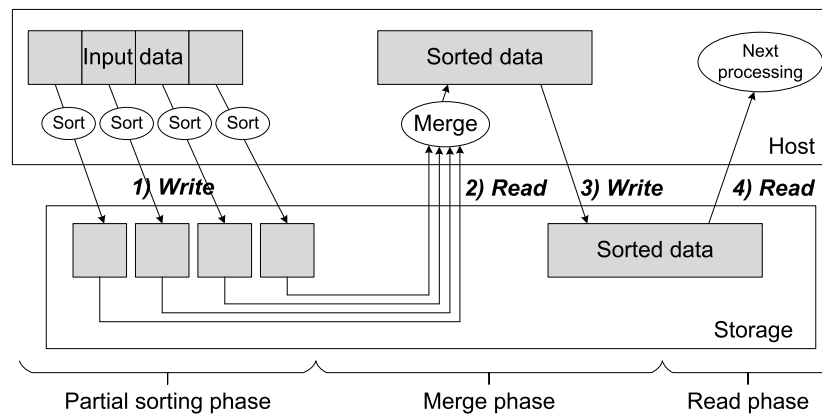 Input data
Sorted data
Next
processing
Sort
Sort
Sort
Sort
Merge
Host
1) Write
2) Read
3) Write
4) Read
Sorted data
Storage
Partial sorting phase
Merge phase
Read phase